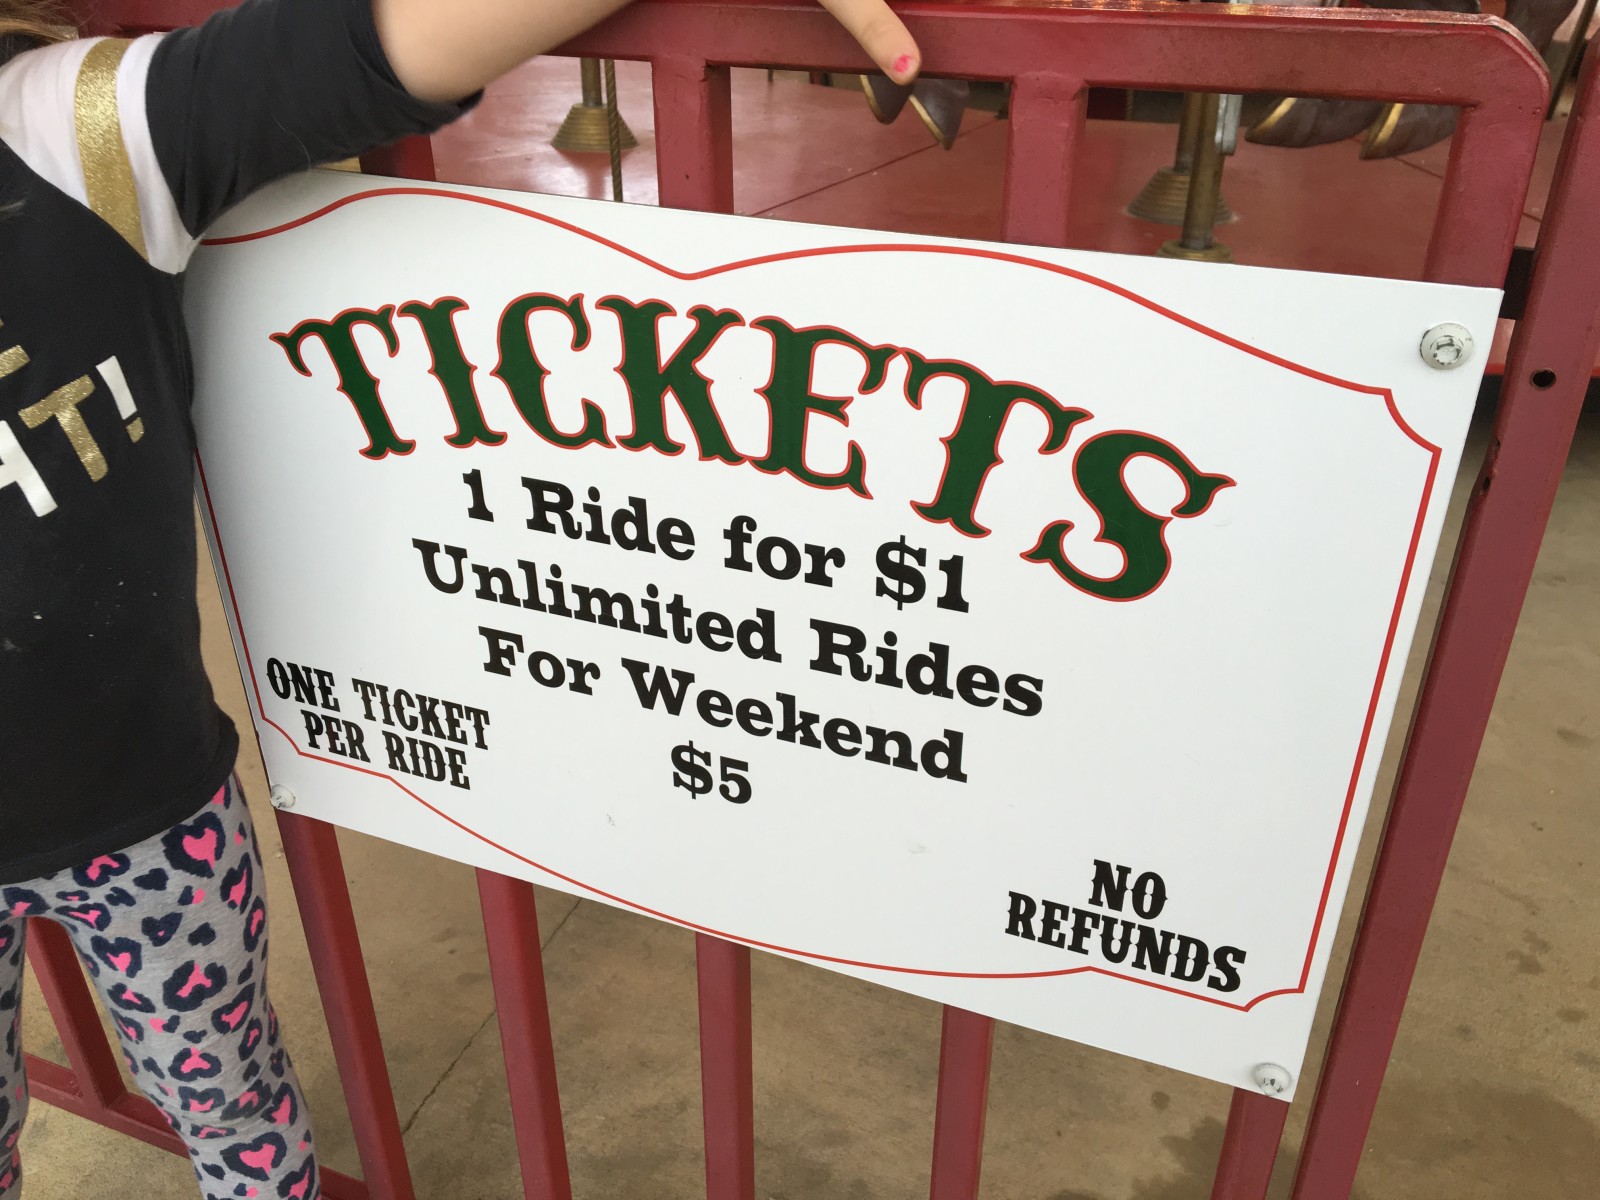 TICKETS
1 Ride for $1
Unlimited Rides
For Weekend
$5
ONE TICKET
PER RIDE
NO
REFUNDS